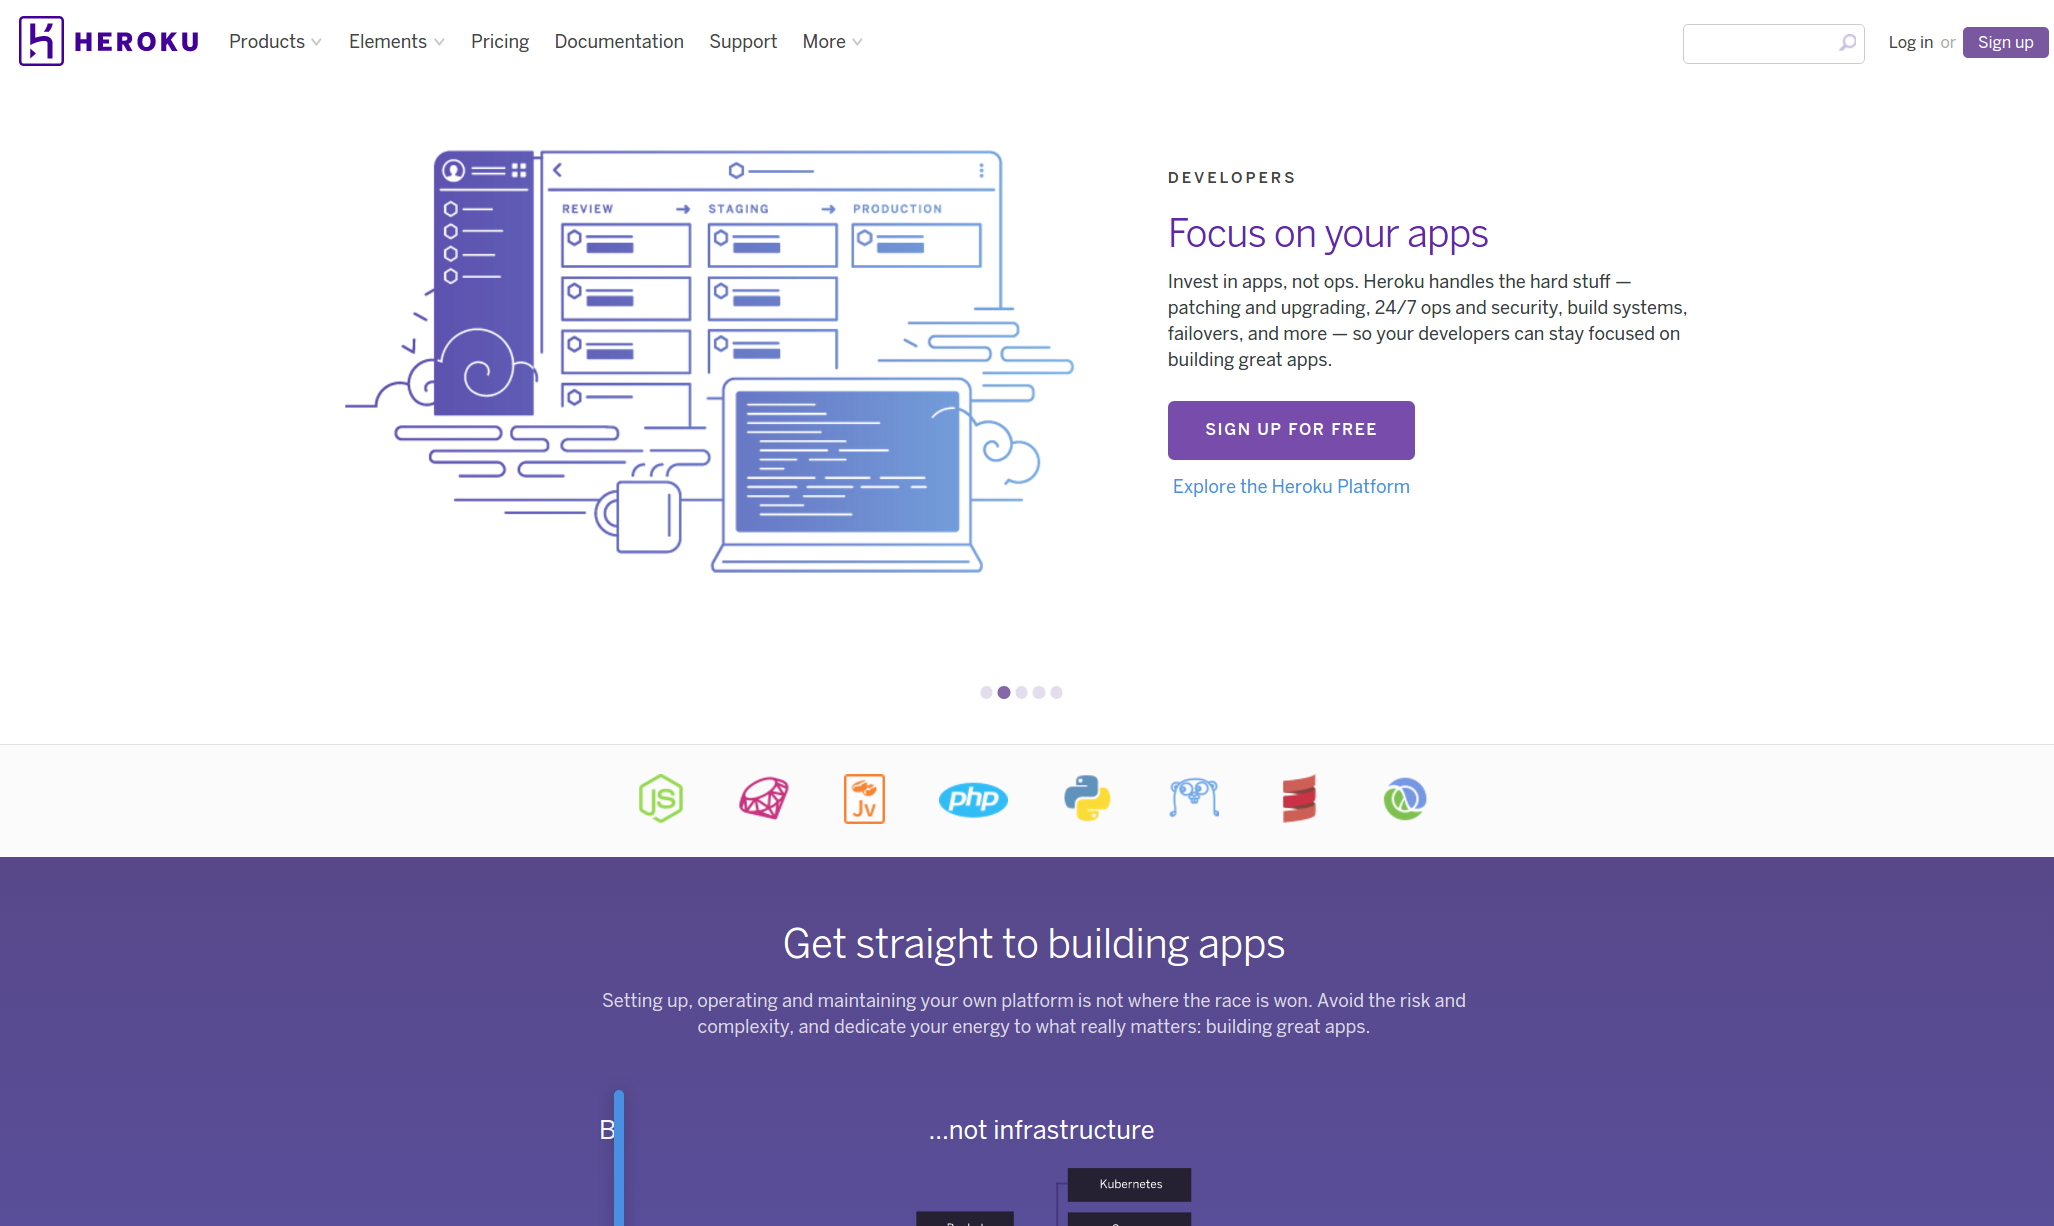 HEROKU Products Elements Pricing Documentation Support More Log in or Sign up
REVIEW STAGING PRODUCTION
DEVELOPERS
Focus on your apps
Invest in apps, not ops. Heroku handles the hard stuff —
patching and upgrading, 24/7 ops and security, build systems,
failovers, and more — so your developers can stay focused on
building great apps.
SIGN UP FOR FREE
Explore the Heroku Platform
JS Jv php
Get straight to building apps
Setting up, operating and maintaining your own platform is not where the race is won. Avoid the risk and
complexity, and dedicate your energy to what really matters: building great apps.
B ...not infrastructure
Kubernetes